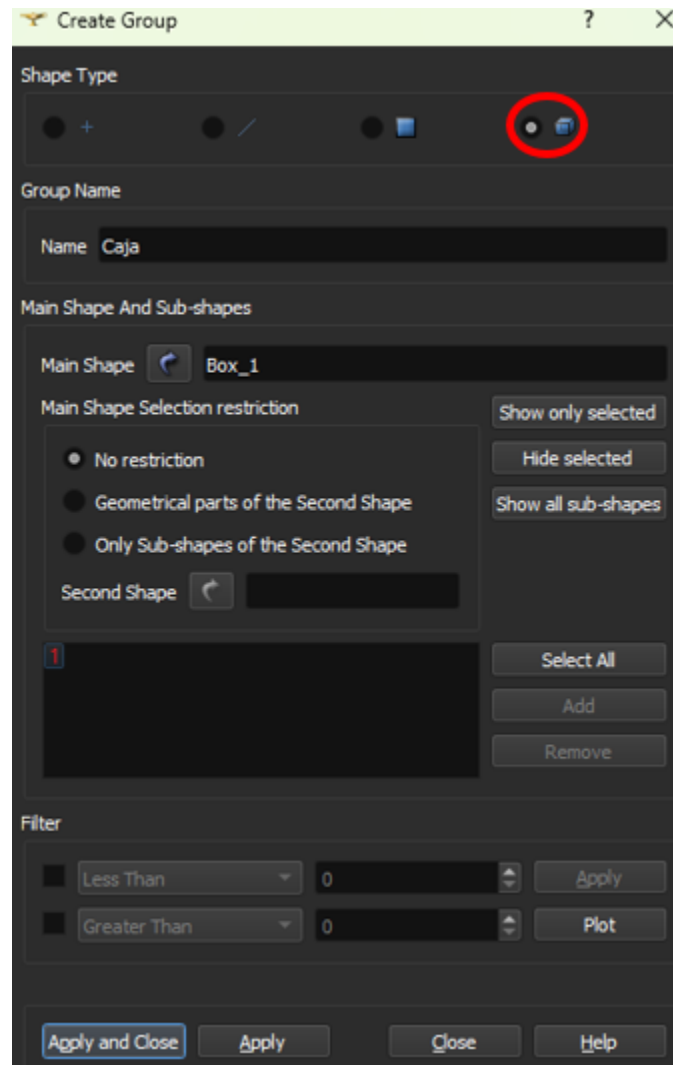 Create Group ?
Shape Type
Group Name
Name Caja
Main Shape And Sub-shapes
Main Shape Box_1
Main Shape Selection restriction
Show only selected
No restriction
Hide selected
Geometrical parts of the Second Shape
Show all sub-shapes
Only Sub-shapes of the Second Shape
Second Shape
1
Select All
Add
Remove
Filter
Less Than 0 Apply
Greater Than 0 Plot
Apply and Close Apply Close Help